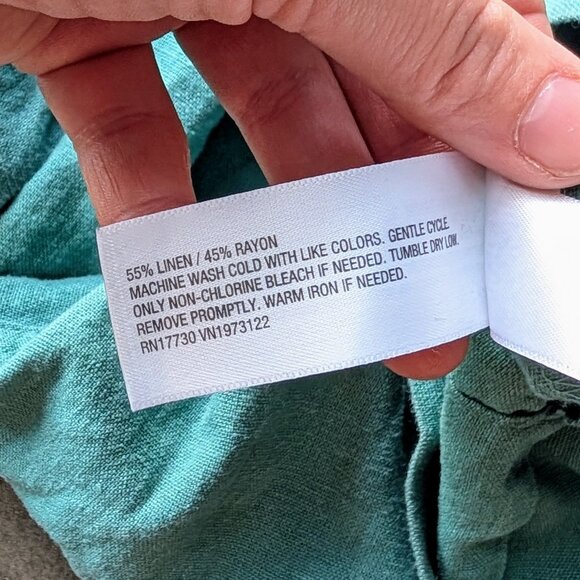 55% LINEN / 45% RAYON
MACHINE WASH COLD WITH LIKE COLORS. GENTLE CYCLE.
ONLY NON-CHLORINE BLEACH IF NEEDED. TUMBLE DRY LOW.
REMOVE PROMPTLY. WARM IRON IF NEEDED.
RN17730 VN1973122